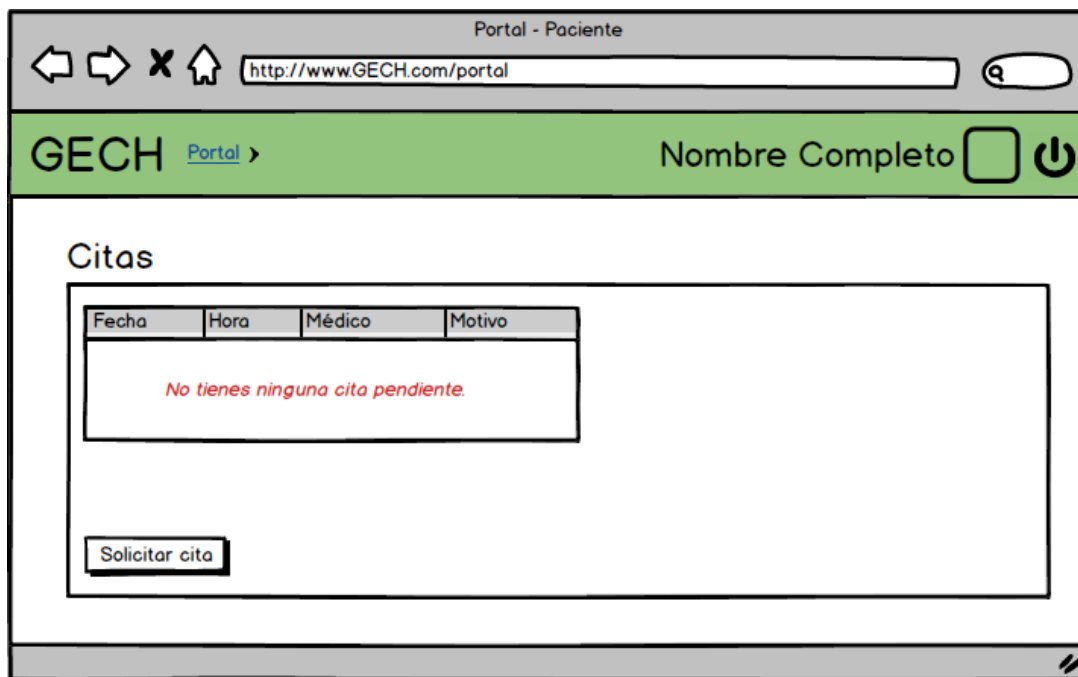 Portal - Paciente
http://www.GECH.com/portal
GECH Portal > Nombre Completo
Citas
Fecha Hora Médico Motivo
No tienes ninguna cita pendiente.
Solicitar cita